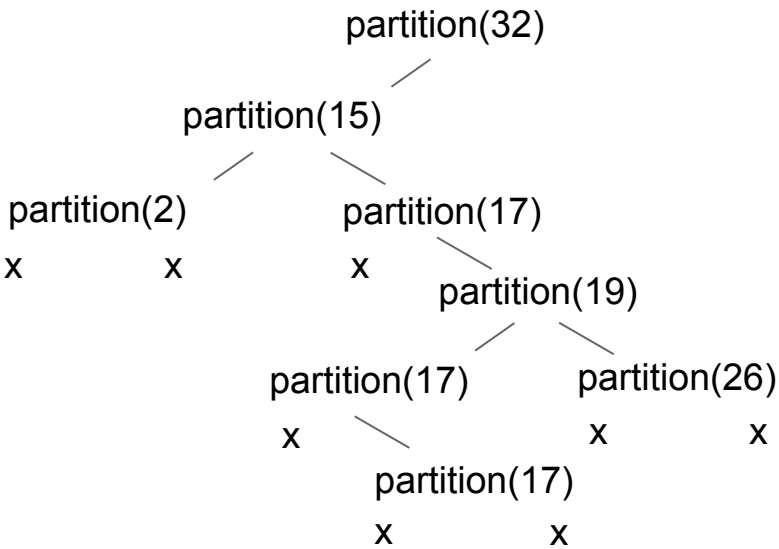 partition(32)
partition(15)
partition(2) partition(17)
x x x
partition(19)
partition(17) partition(26)
x x x
partition(17)
x x